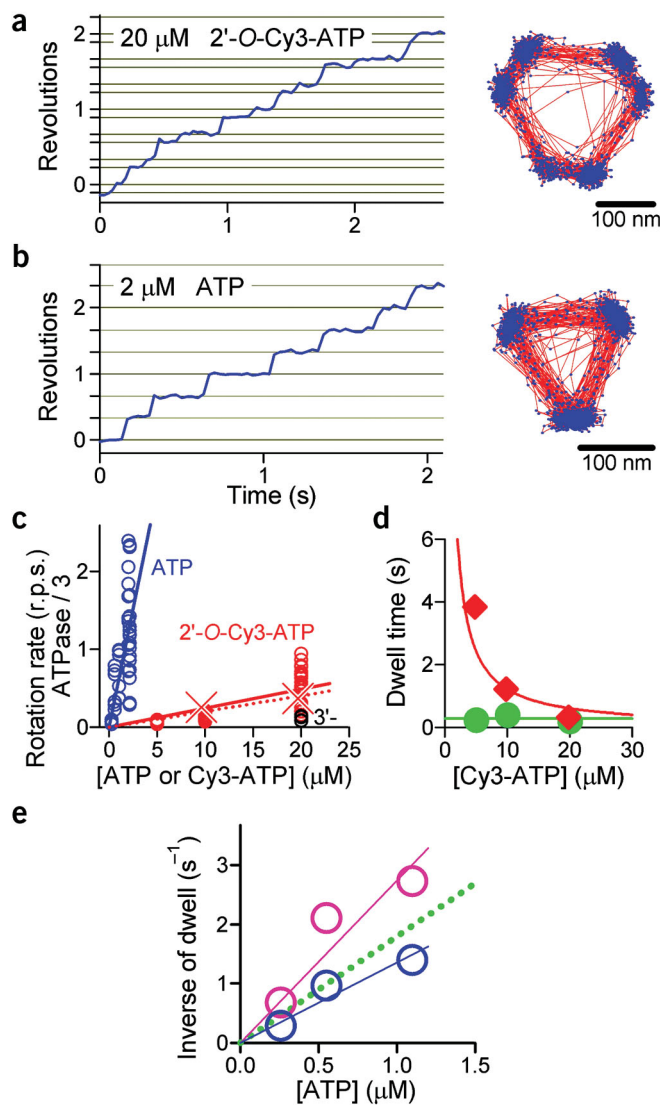 a
20 μM 2'-O-Cy3-ATP
Revolutions
2
1
0
0 1 2
100 nm
b
2 μM ATP
Revolutions
2
1
0
0 1 2
Time (s)
100 nm
c
Rotation rate (r.p.s.)
ATPase / 3
2
1
0
ATP
2'-O-Cy3-ATP
3'-
0 5 10 15 20 25
[ATP or Cy3-ATP] (μM)
d
Dwell time (s)
6
4
2
0
0 10 20 30
[Cy3-ATP] (μM)
e
Inverse of dwell (s⁻¹)
3
2
1
0
0.0 0.5 1.0 1.5
[ATP] (μM)